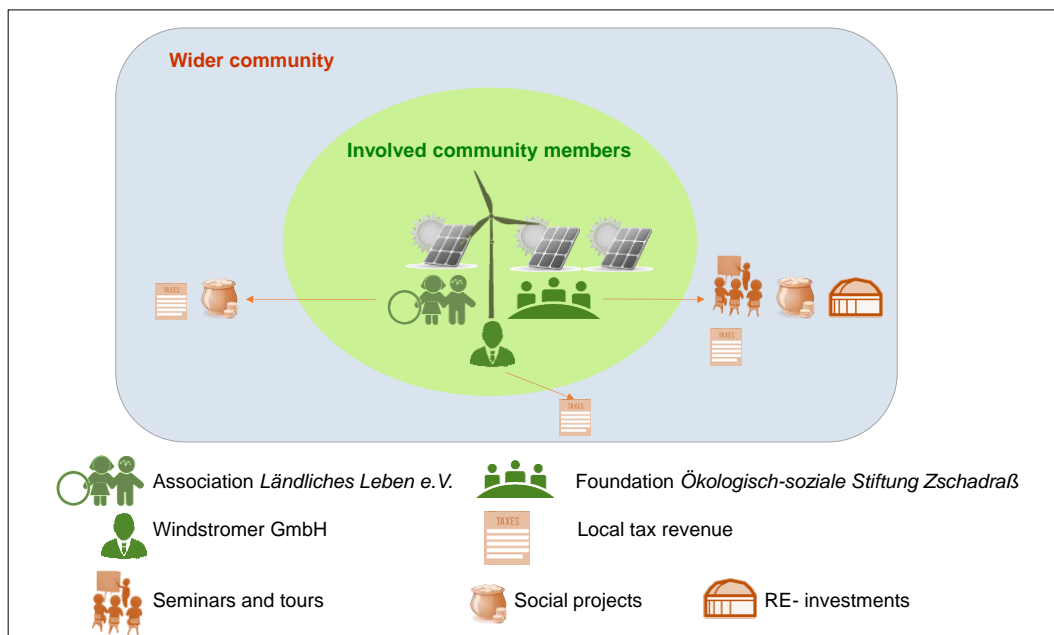 Wider community
Involved community members
TAXES
TAXES
TAXES
Association Ländliches Leben e.V.
Foundation Ökologisch-soziale Stiftung Zschadraß
Windstromer GmbH
TAXES
Local tax revenue
Seminars and tours
Social projects
RE- investments